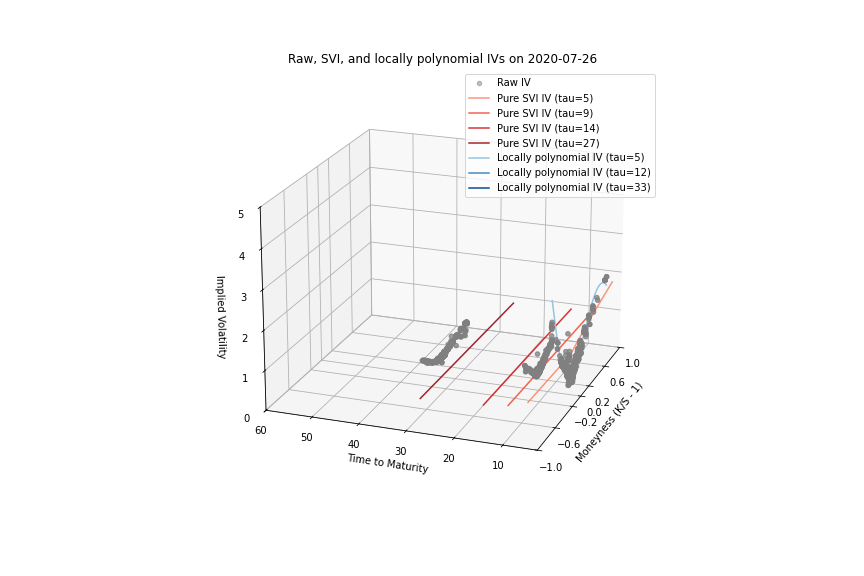 Raw, SVI, and locally polynomial IVs on 2020-07-26
Raw IV
Pure SVI IV (tau=5)
Pure SVI IV (tau=9)
Pure SVI IV (tau=14)
Pure SVI IV (tau=27)
Locally polynomial IV (tau=5)
Locally polynomial IV (tau=12)
Locally polynomial IV (tau=33)
5
4
3
2
1
0
Implied Volatility
60
50
40
30
20
10
Time to Maturity
1.0
0.6
0.2
0.0
−0.2
−0.6
−1.0
Moneyness (K/S - 1)